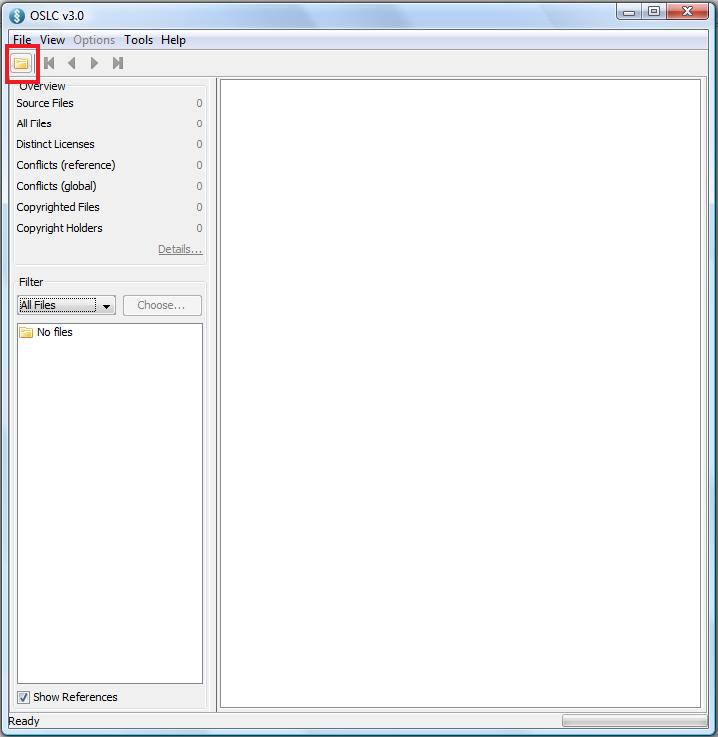 OSLC v3.0
File View Options Tools Help
Overview
Source Files 0
All Files 0
Distinct Licenses 0
Conflicts (reference) 0
Conflicts (global) 0
Copyrighted Files 0
Copyright Holders 0
Details...
Filter
All Files Choose...
No files
Show References
Ready